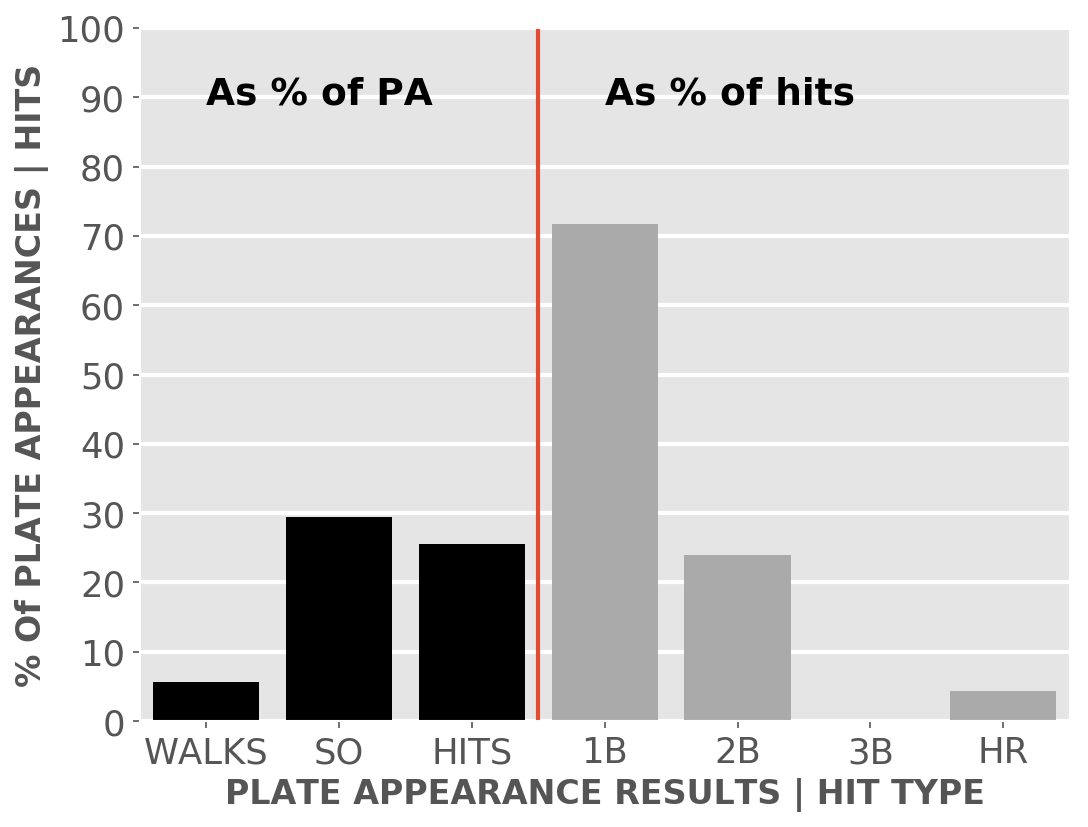 100
90
80
70
60
50
40
30
20
10
0
% Of PLATE APPEARANCES | HITS
As % of PA
As % of hits
WALKS SO HITS 1B 2B 3B HR
PLATE APPEARANCE RESULTS | HIT TYPE